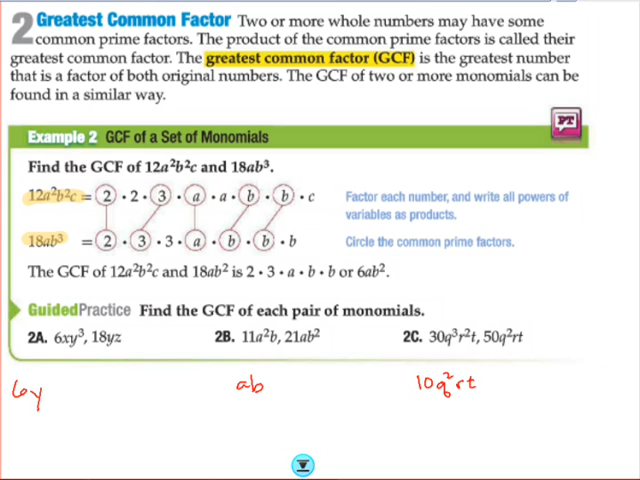 2 Greatest Common Factor Two or more whole numbers may have some
common prime factors. The product of the common prime factors is called their
greatest common factor. The greatest common factor (GCF) is the greatest number
that is a factor of both original numbers. The GCF of two or more monomials can be
found in a similar way.
PT
Example 2 GCF of a Set of Monomials
Find the GCF of 12a²b²c and 18ab³.
12a²b²c = 2 · 2 · 3 · a · a · b · b · c Factor each number, and write all powers of
variables as products.
18ab³ = 2 · 3 · 3 · a · b · b · b Circle the common prime factors.
The GCF of 12a²b²c and 18ab² is 2 · 3 · a · b · b or 6ab².
GuidedPractice Find the GCF of each pair of monomials.
2A. 6xy³, 18yz 2B. 11a²b, 21ab² 2C. 30q³r²t, 50q²rt
6y ab 10q²rt